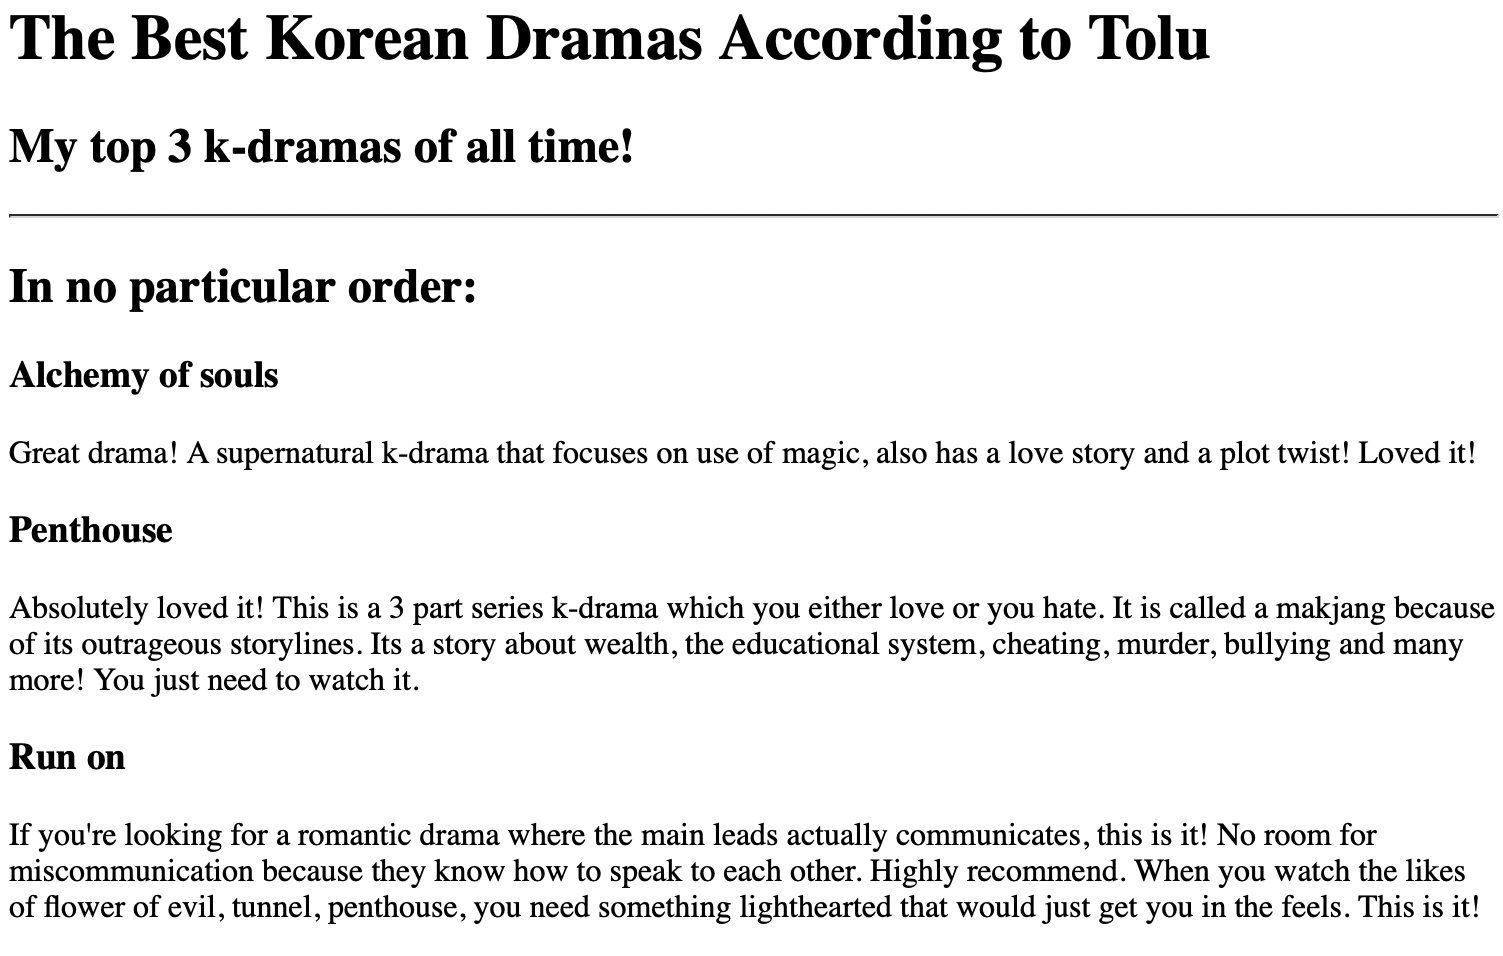 The Best Korean Dramas According to Tolu
My top 3 k-dramas of all time!
In no particular order:
Alchemy of souls
Great drama! A supernatural k-drama that focuses on use of magic, also has a love story and a plot twist! Loved it!
Penthouse
Absolutely loved it! This is a 3 part series k-drama which you either love or you hate. It is called a makjang because
of its outrageous storylines. Its a story about wealth, the educational system, cheating, murder, bullying and many
more! You just need to watch it.
Run on
If you're looking for a romantic drama where the main leads actually communicates, this is it! No room for
miscommunication because they know how to speak to each other. Highly recommend. When you watch the likes
of flower of evil, tunnel, penthouse, you need something lighthearted that would just get you in the feels. This is it!